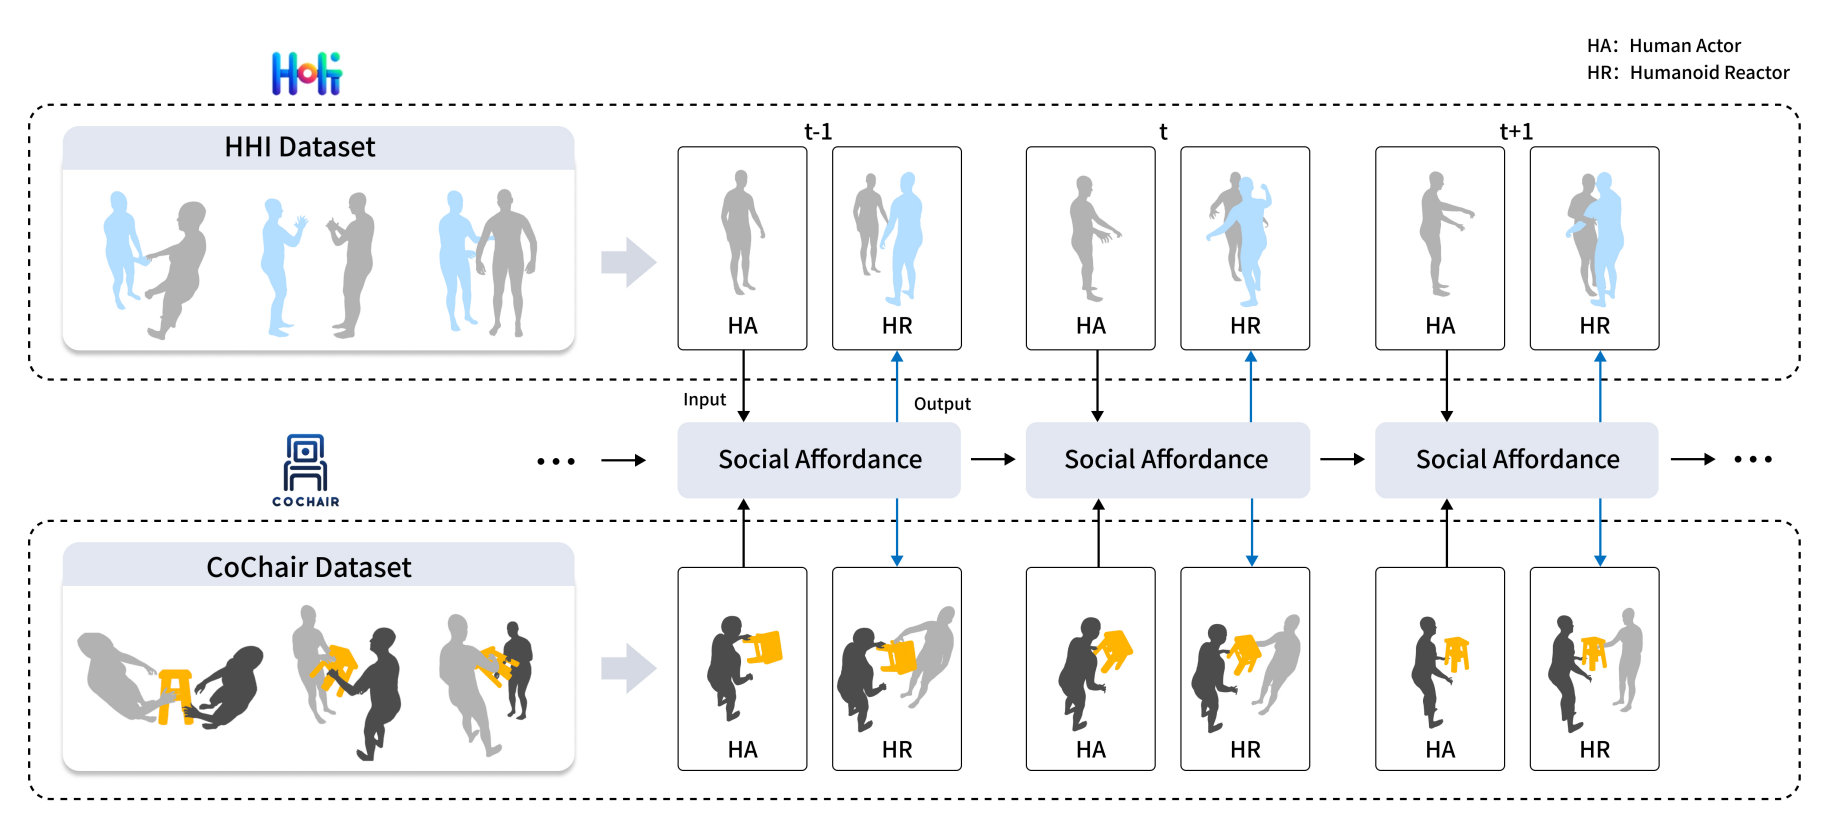 HoHi
HA: Human Actor
HR: Humanoid Reactor
HHI Dataset
t-1
t
t+1
HA
HR
HA
HR
HA
HR
Input
Output
COCHAIR
Social Affordance
Social Affordance
Social Affordance
CoChair Dataset
HA
HR
HA
HR
HA
HR